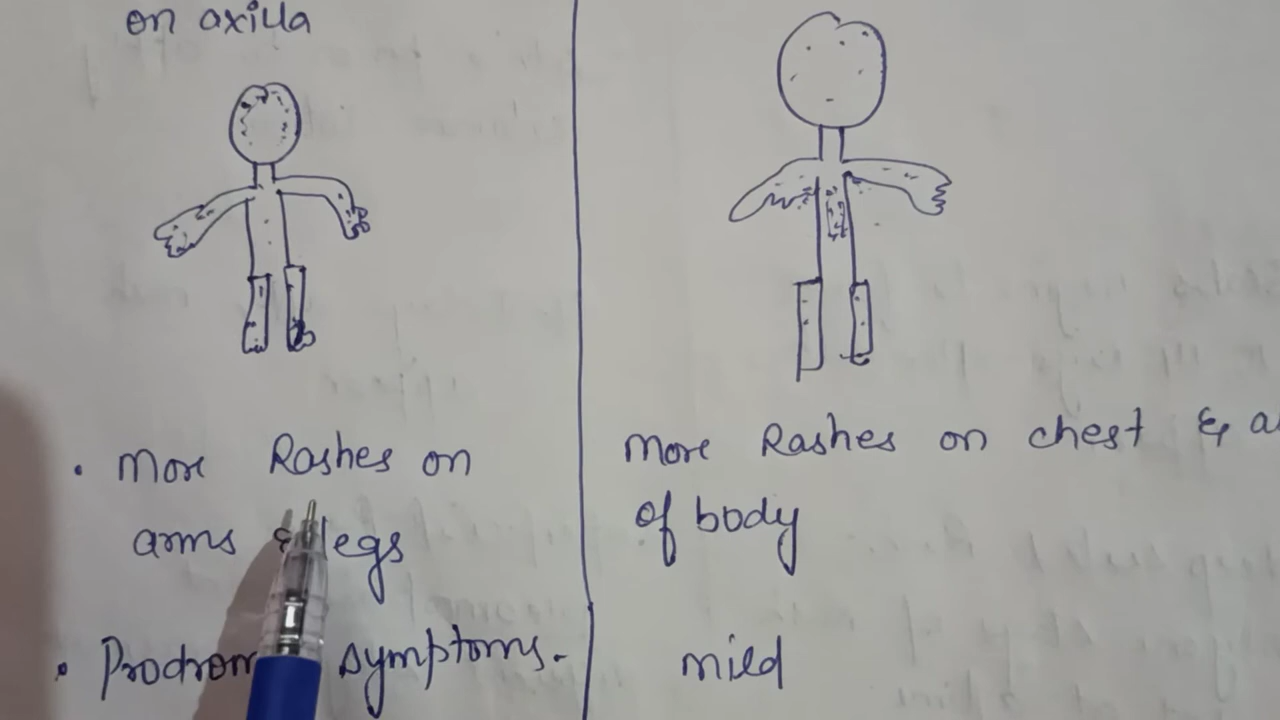 on axilla
• More Rashes on
arms & legs
• Prodrom symptoms.-
More Rashes on chest & a
of body
mild